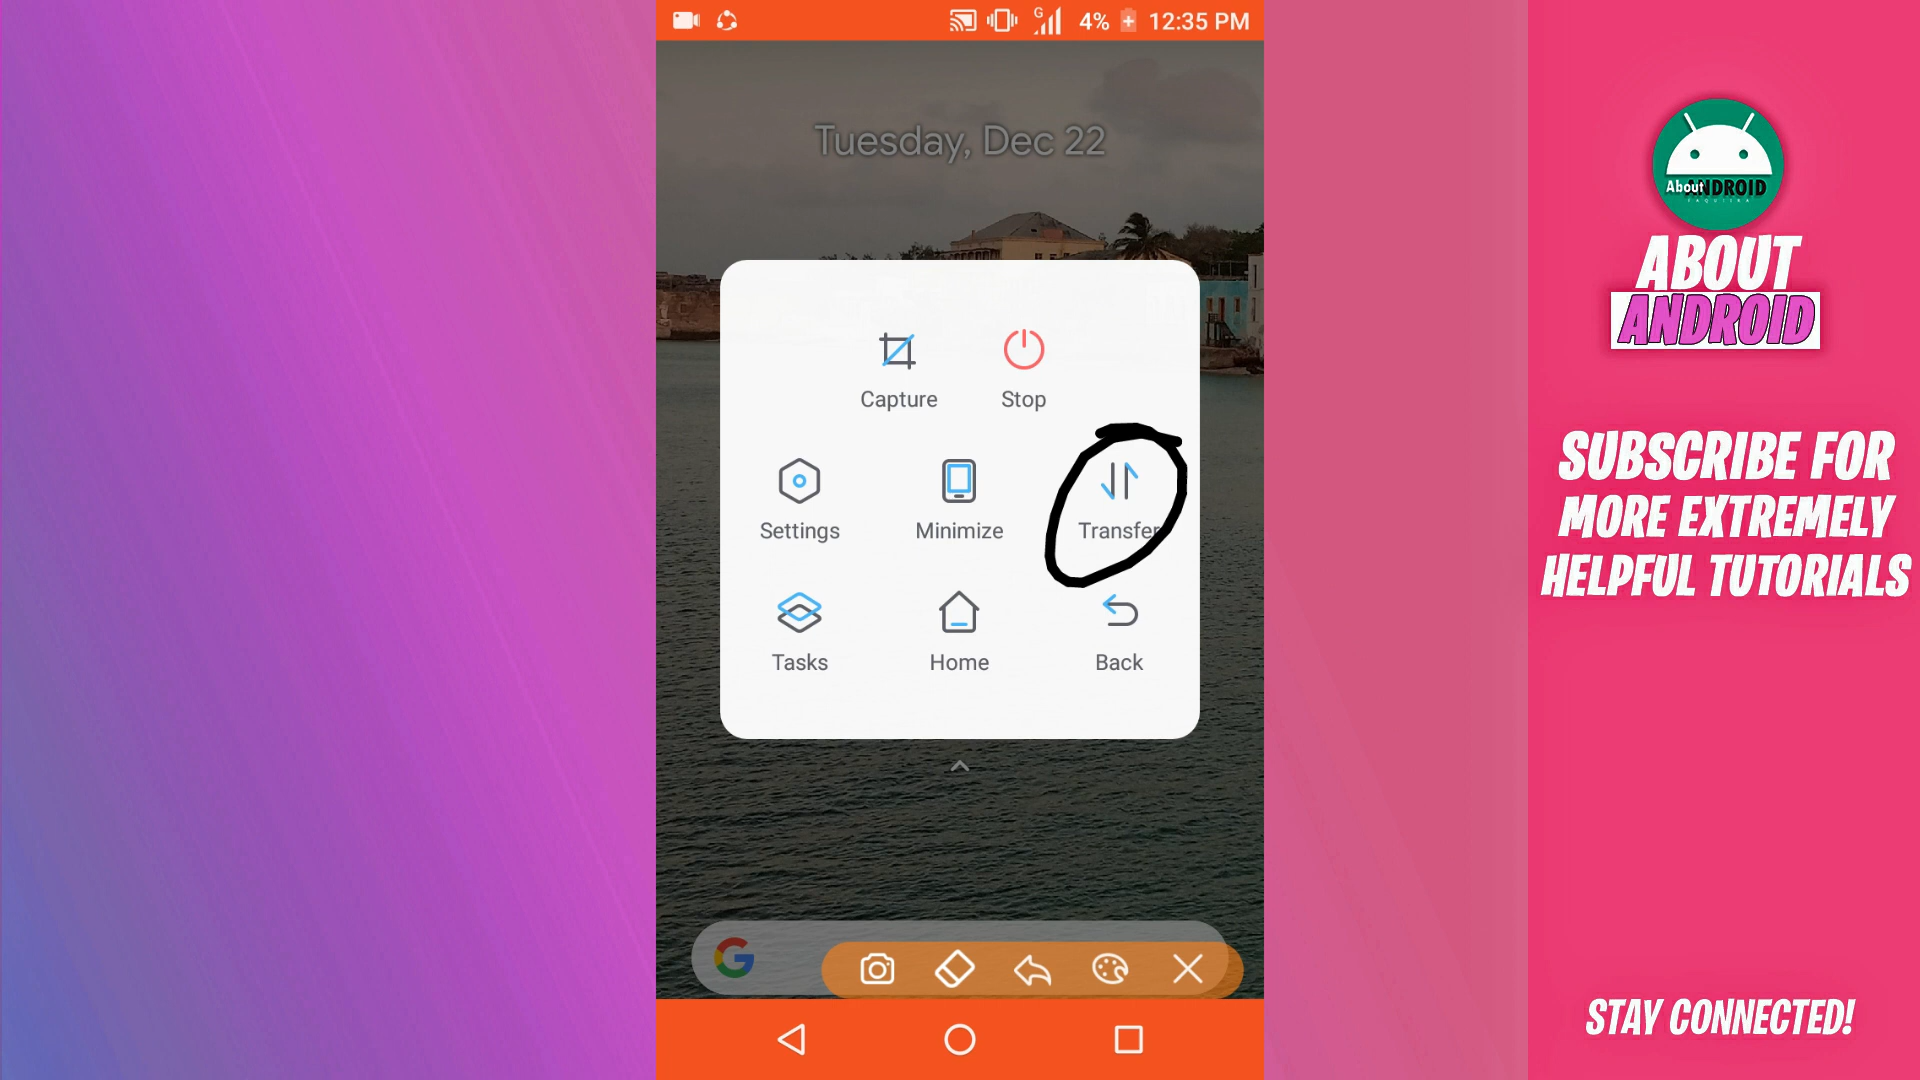 G 4% 12:35 PM
Tuesday, Dec 22
Capture Stop
Settings Minimize Transfer
Tasks Home Back
G
About ANDROID
ABOUT
ANDROID
SUBSCRIBE FOR
MORE EXTREMELY
HELPFUL TUTORIALS
STAY CONNECTED!